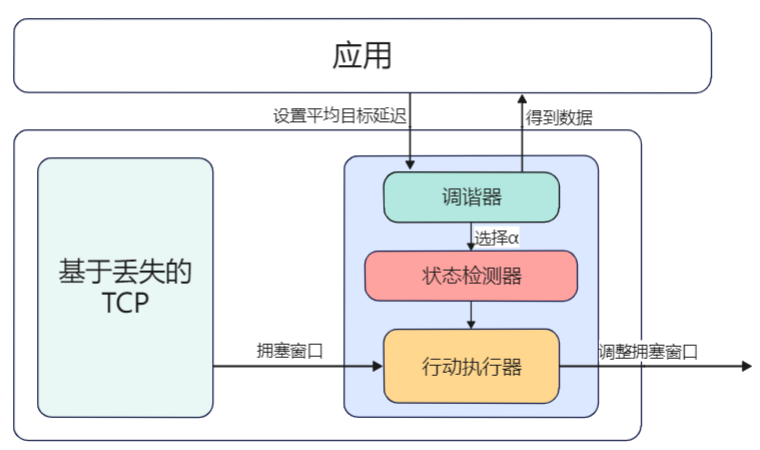 应用
设置平均目标延迟
得到数据
调谐器
选择α
基于丢失的
TCP
状态检测器
拥塞窗口
行动执行器
调整拥塞窗口